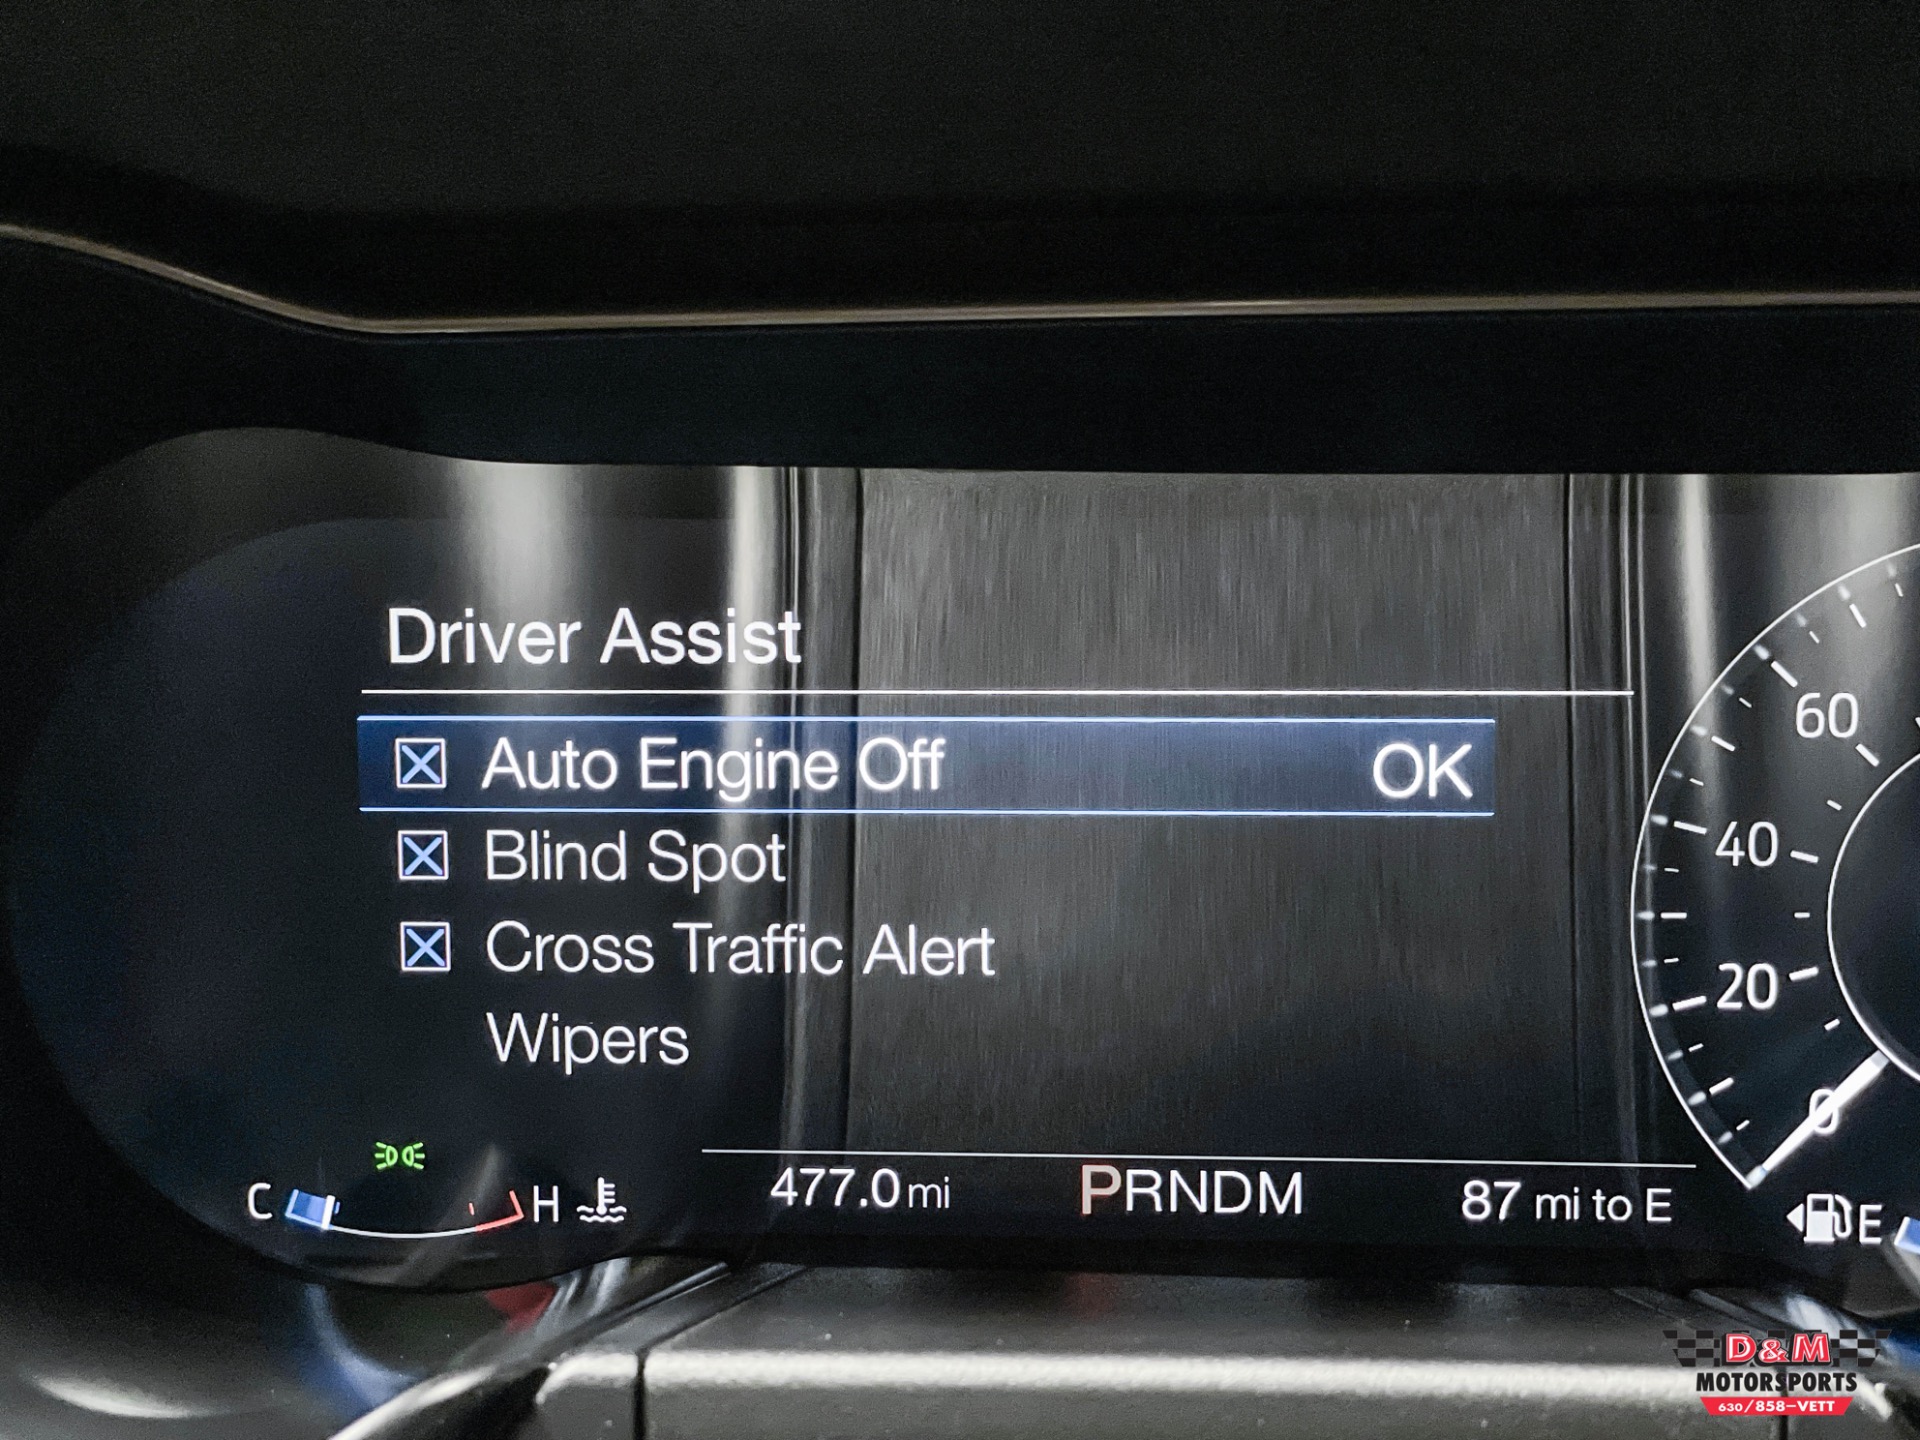 Driver Assist
Auto Engine Off OK
Blind Spot
Cross Traffic Alert
Wipers
60
40
20
0
C H
477.0 mi PRNDM 87 mi to E
E
D&M
MOTORSPORTS
630/858-VETT